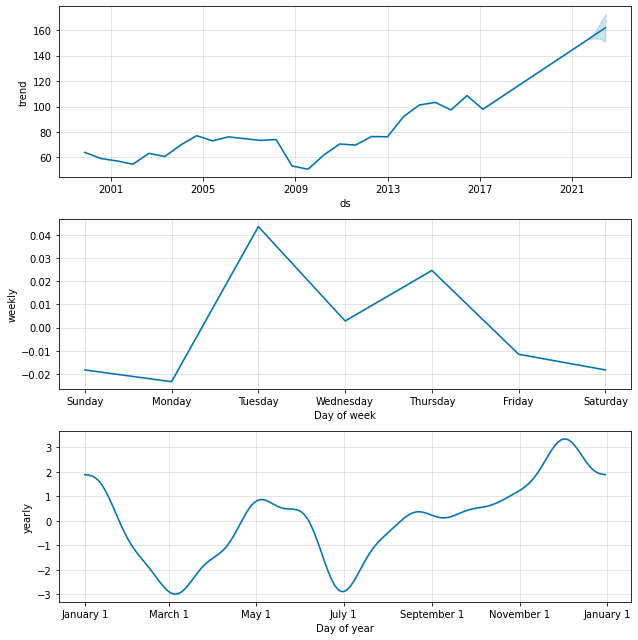 160
140
120
100
80
60
trend
2001 2005 2009 2013 2017 2021
ds
0.04
0.03
0.02
0.01
0.00
−0.01
−0.02
weekly
Sunday Monday Tuesday Wednesday Thursday Friday Saturday
Day of week
3
2
1
0
−1
−2
−3
yearly
January 1 March 1 May 1 July 1 September 1 November 1 January 1
Day of year